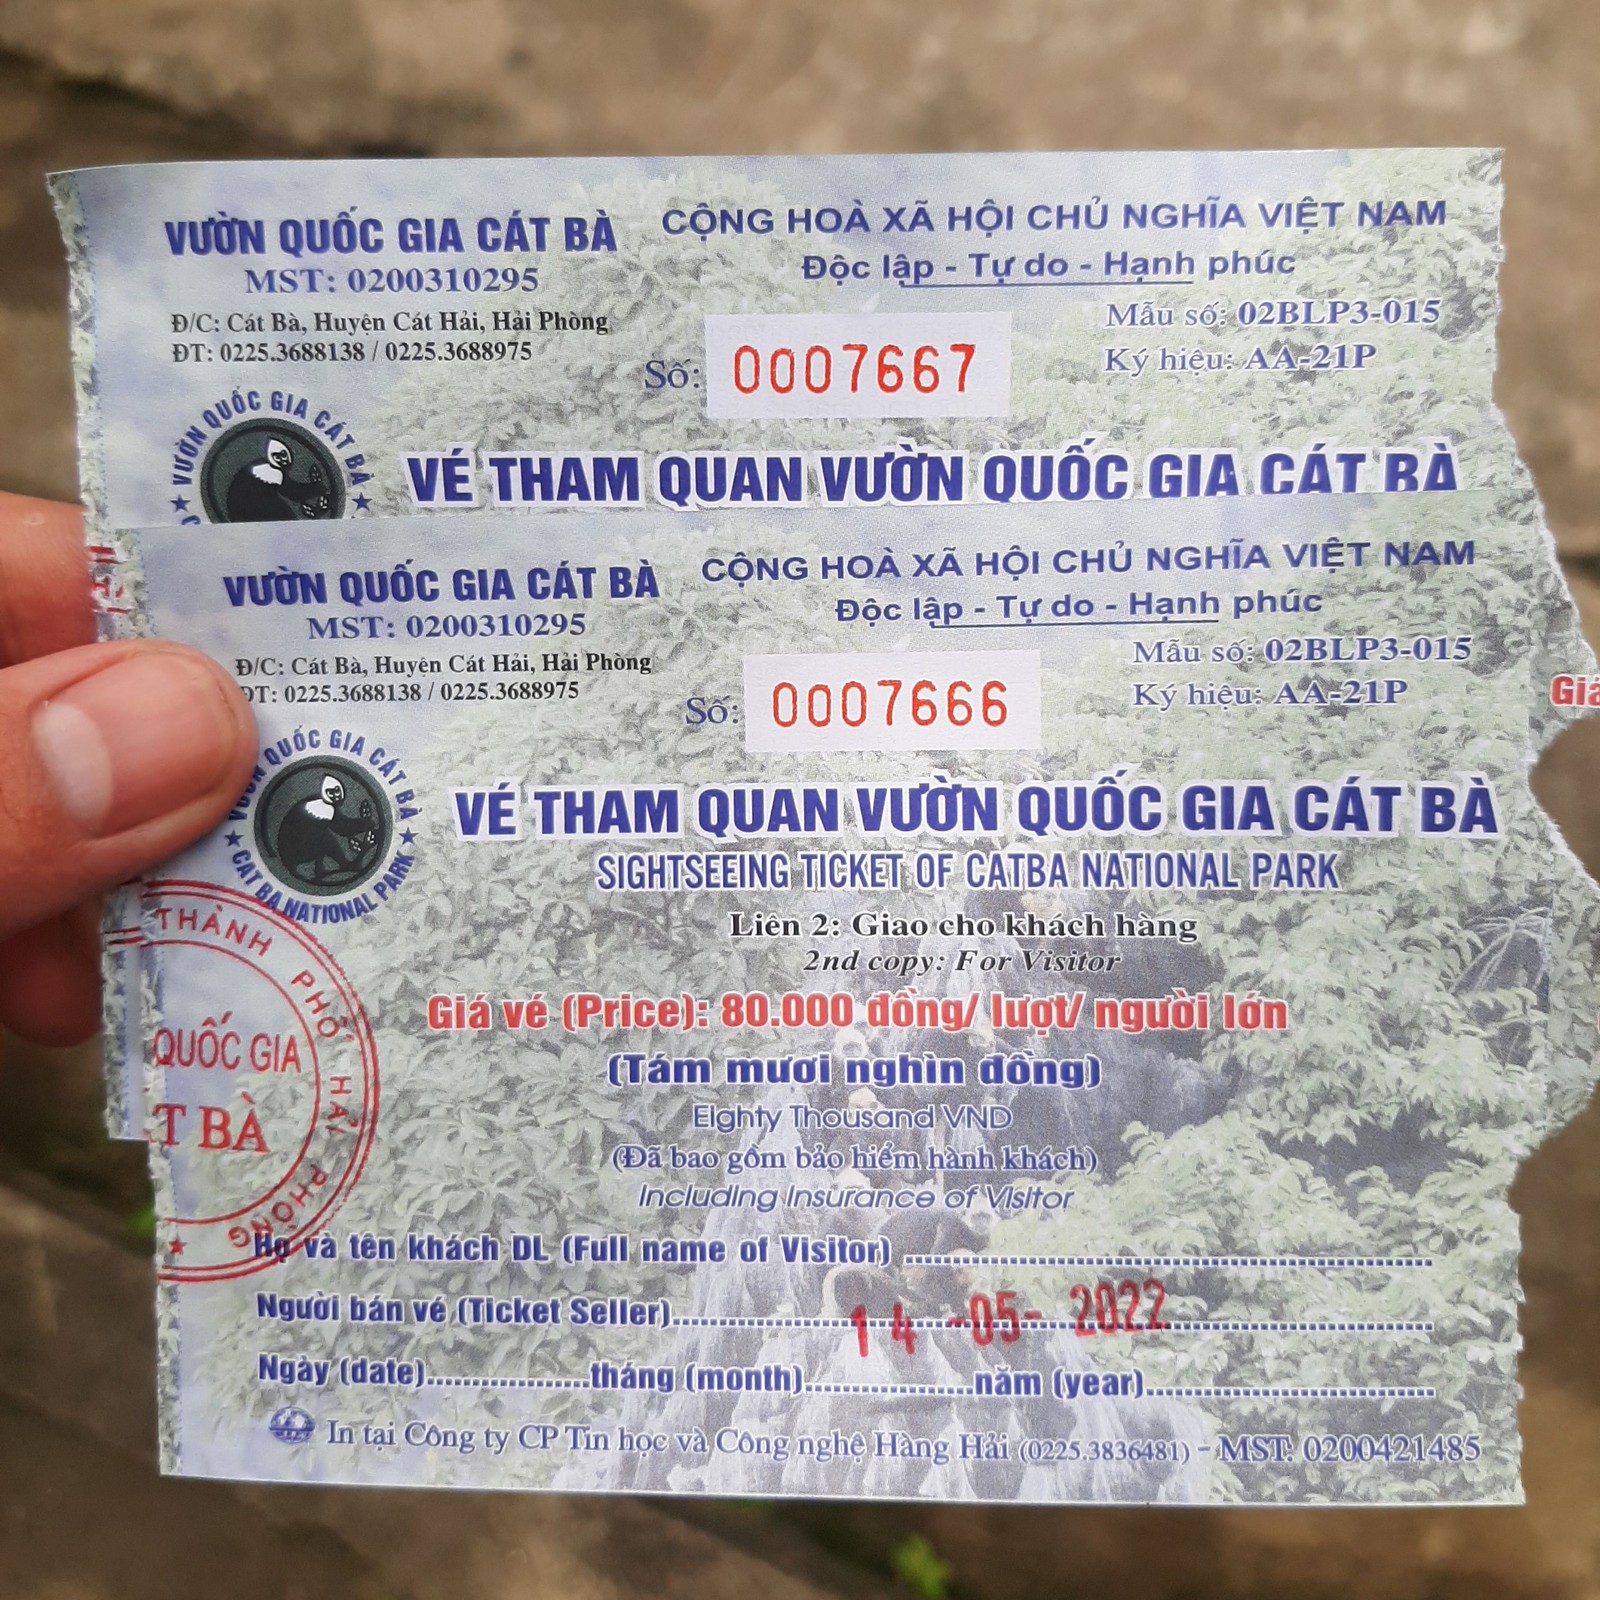 VƯỜN QUỐC GIA CÁT BÀ
MST: 0200310295
Đ/C: Cát Bà, Huyện Cát Hải, Hải Phòng
ĐT: 0225.3688138 / 0225.3688975
CỘNG HOÀ XÃ HỘI CHỦ NGHĨA VIỆT NAM
Độc lập - Tự do - Hạnh phúc
Mẫu số: 02BLP3-015
Ký hiệu: AA-21P
Số: 0007667
VƯỜN QUỐC GIA CÁT BÀ
VÉ THAM QUAN VƯỜN QUỐC GIA CÁT BÀ
VƯỜN QUỐC GIA CÁT BÀ
MST: 0200310295
Đ/C: Cát Bà, Huyện Cát Hải, Hải Phòng
ĐT: 0225.3688138 / 0225.3688975
CỘNG HOÀ XÃ HỘI CHỦ NGHĨA VIỆT NAM
Độc lập - Tự do - Hạnh phúc
Mẫu số: 02BLP3-015
Ký hiệu: AA-21P
Số: 0007666
Giá
VƯỜN QUỐC GIA CÁT BÀ
CAT BA NATIONAL PARK
VÉ THAM QUAN VƯỜN QUỐC GIA CÁT BÀ
SIGHTSEEING TICKET OF CATBA NATIONAL PARK
Liên 2: Giao cho khách hàng
2nd copy: For Visitor
Giá vé (Price): 80.000 đồng/ lượt/ người lớn
(Tám mươi nghìn đồng)
Eighty Thousand VND
(Đã bao gồm bảo hiểm hành khách)
Including Insurance of Visitor
THÀNH PHỐ HẢI PHÒNG
QUỐC GIA
T BÀ
Họ và tên khách DL (Full name of Visitor)
Người bán vé (Ticket Seller)
14 -05- 2022
Ngày (date) tháng (month) năm (year)
In tại Công ty CP Tin học và Công nghệ Hàng Hải (0225.3836481) - MST: 0200421485